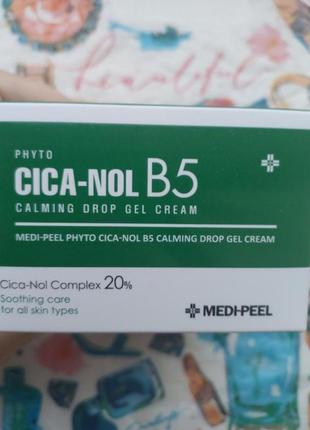 beautiful
PHYTO
CICA-NOL B5
CALMING DROP GEL CREAM
MEDI-PEEL PHYTO CICA-NOL B5 CALMING DROP GEL CREAM
Cica-Nol Complex 20%
Soothing care
for all skin types
MEDI-PEEL